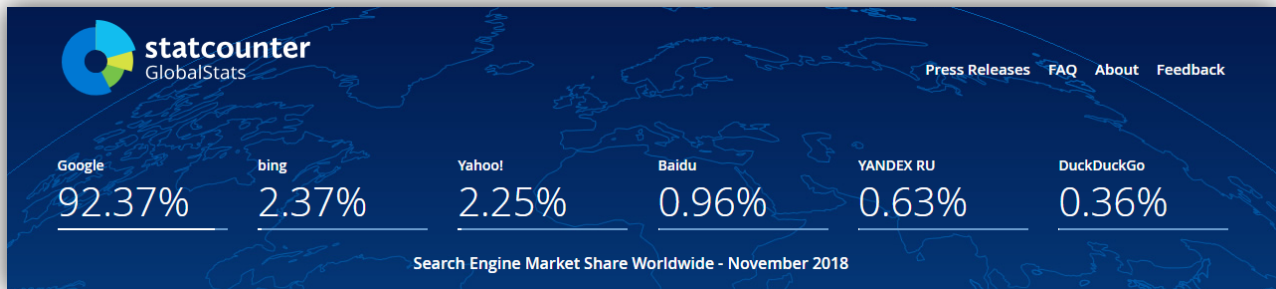 statcounter
GlobalStats
Press Releases FAQ About Feedback
Google bing Yahoo! Baidu YANDEX RU DuckDuckGo
92.37% 2.37% 2.25% 0.96% 0.63% 0.36%
Search Engine Market Share Worldwide - November 2018